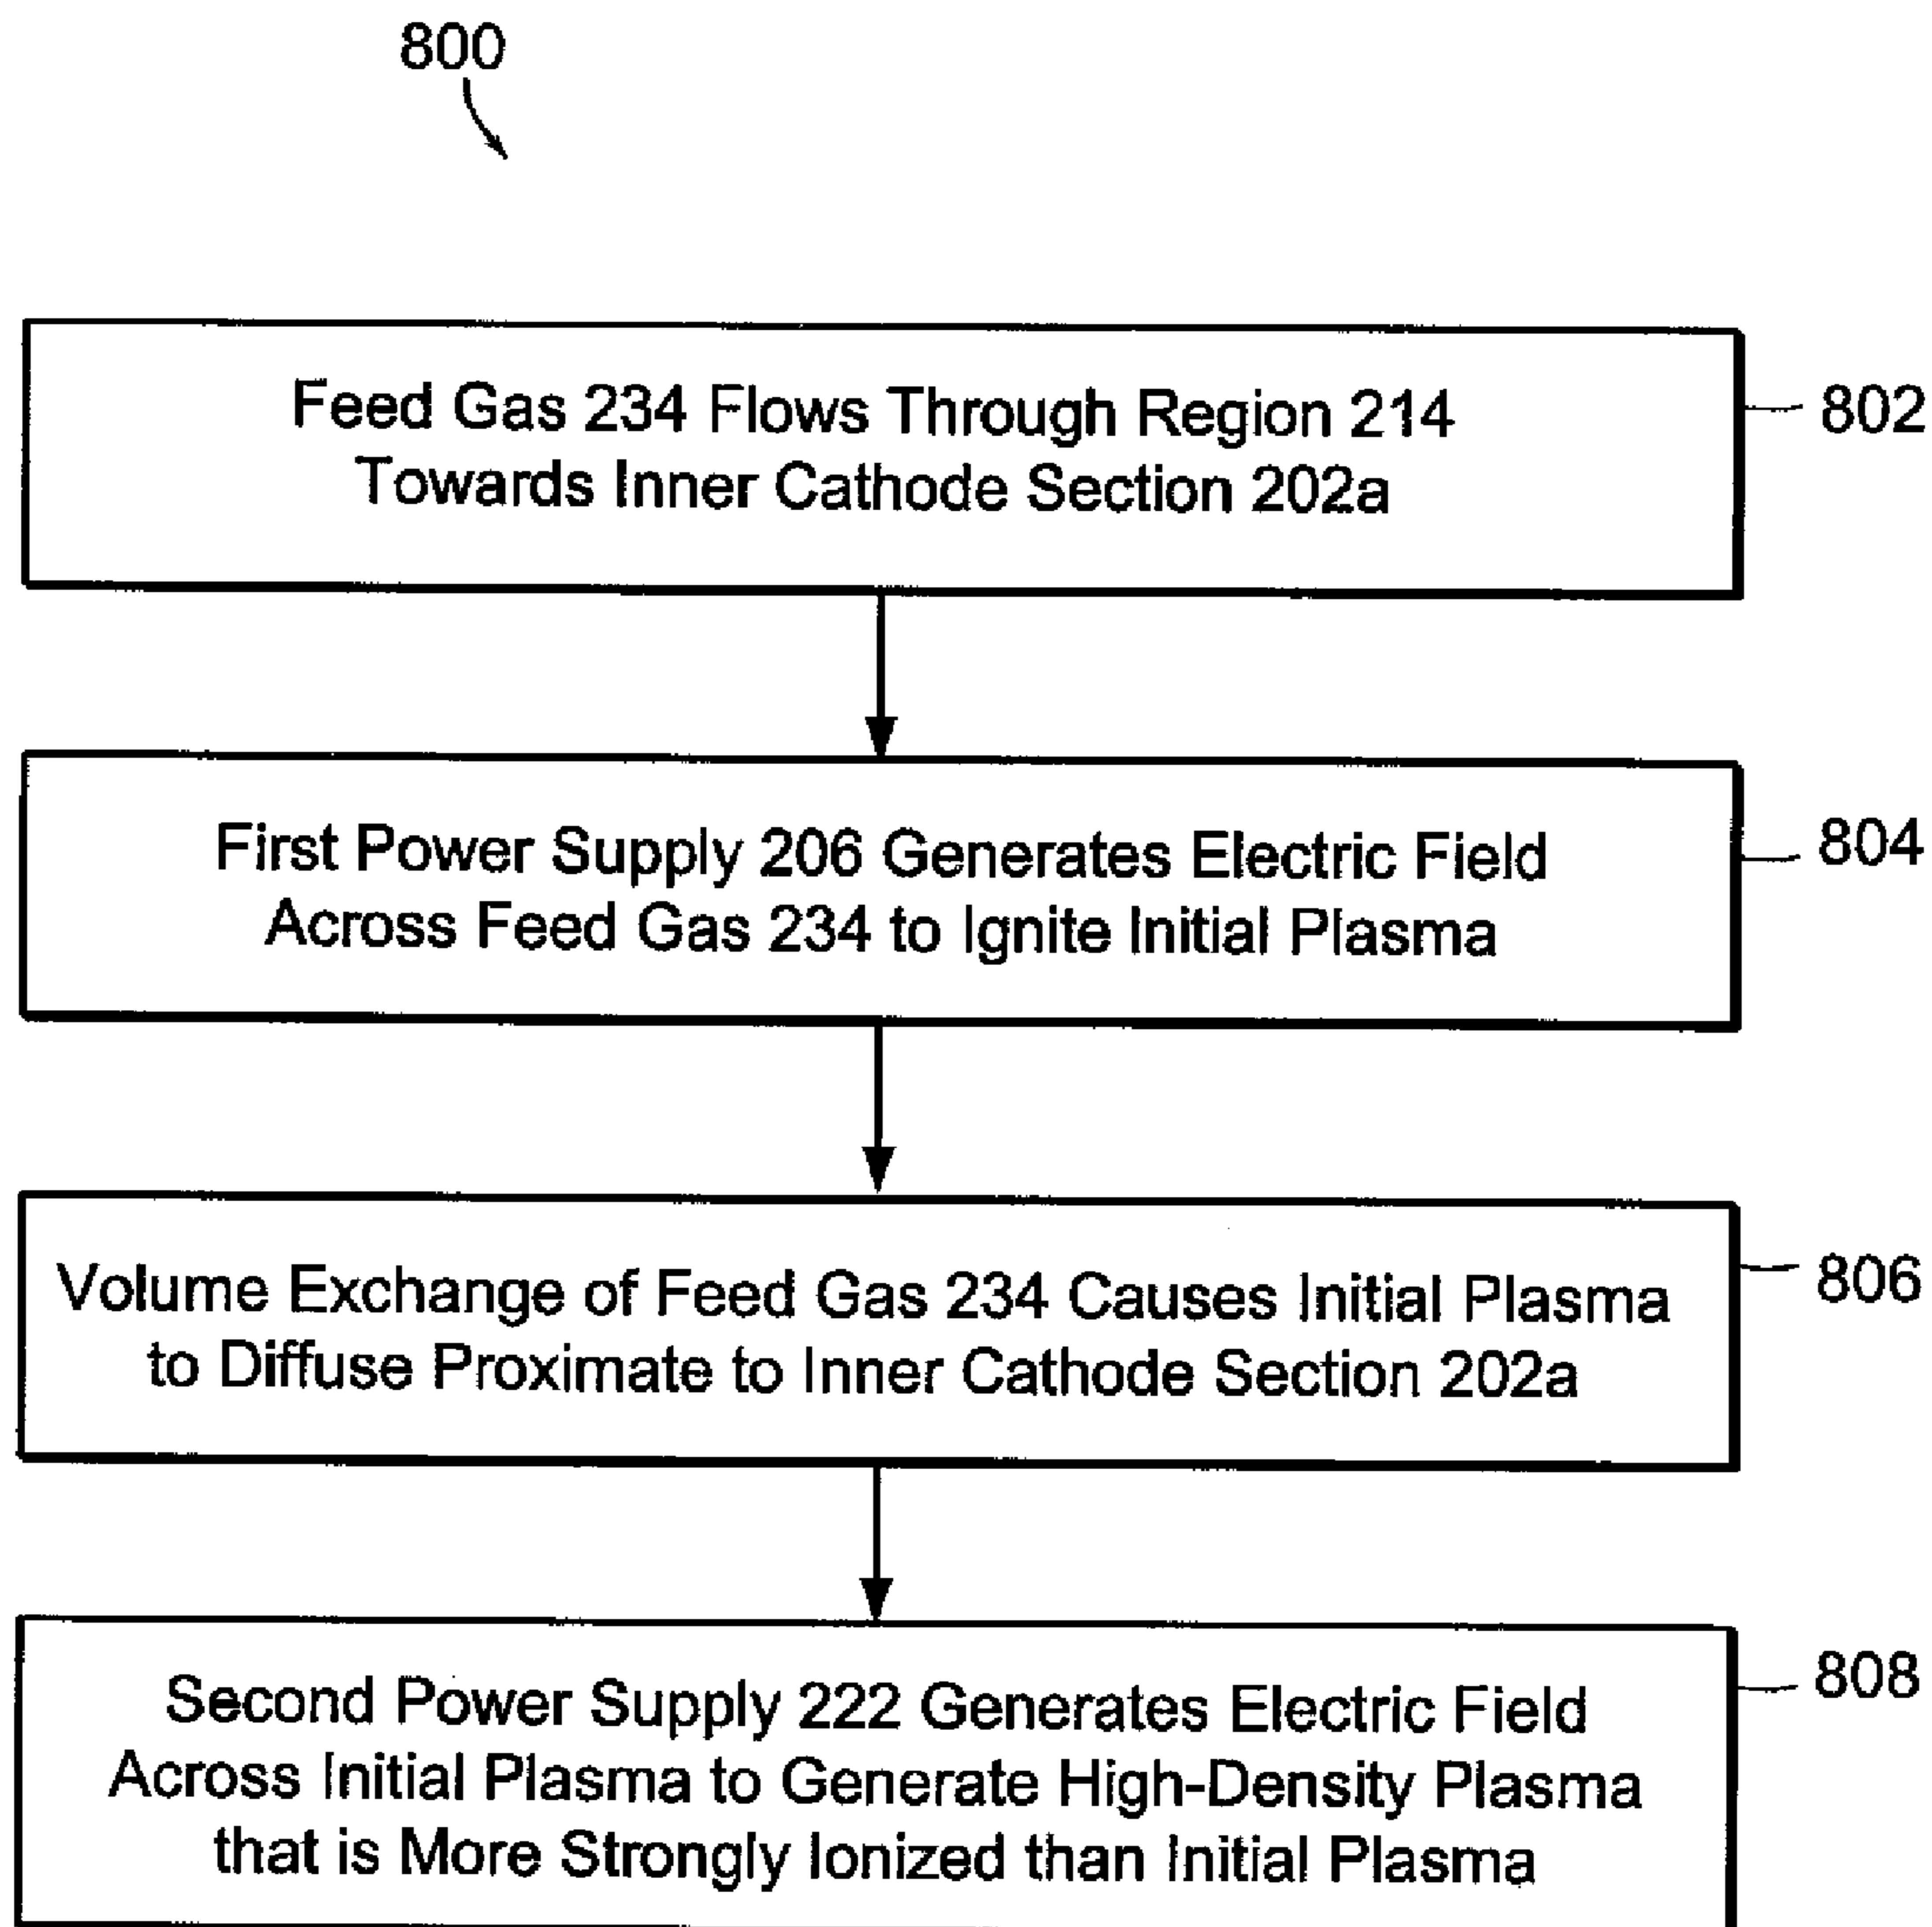 800
Feed Gas 234 Flows Through Region 214
Towards Inner Cathode Section 202a
802
First Power Supply 206 Generates Electric Field
Across Feed Gas 234 to Ignite Initial Plasma
804
Volume Exchange of Feed Gas 234 Causes Initial Plasma
to Diffuse Proximate to Inner Cathode Section 202a
806
Second Power Supply 222 Generates Electric Field
Across Initial Plasma to Generate High-Density Plasma
that is More Strongly Ionized than Initial Plasma
808